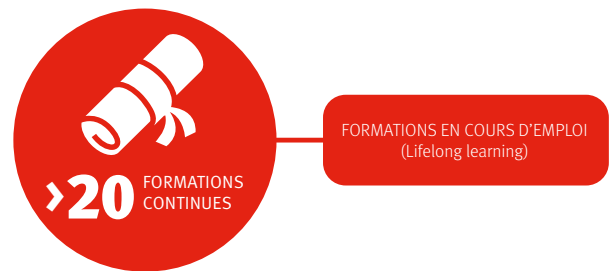 >20 FORMATIONS
CONTINUES
FORMATIONS EN COURS D’EMPLOI
(Lifelong learning)